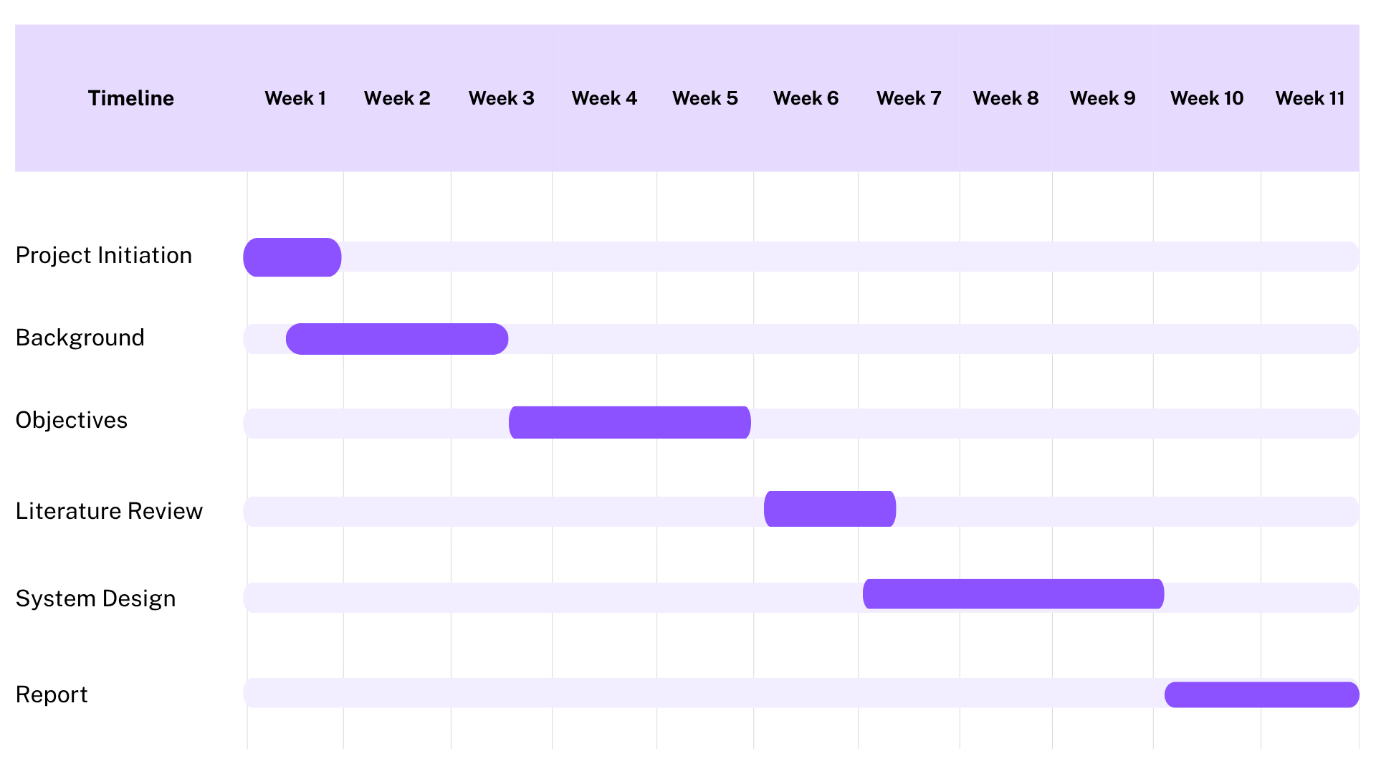 Timeline Week 1 Week 2 Week 3 Week 4 Week 5 Week 6 Week 7 Week 8 Week 9 Week 10 Week 11
Project Initiation
Background
Objectives
Literature Review
System Design
Report